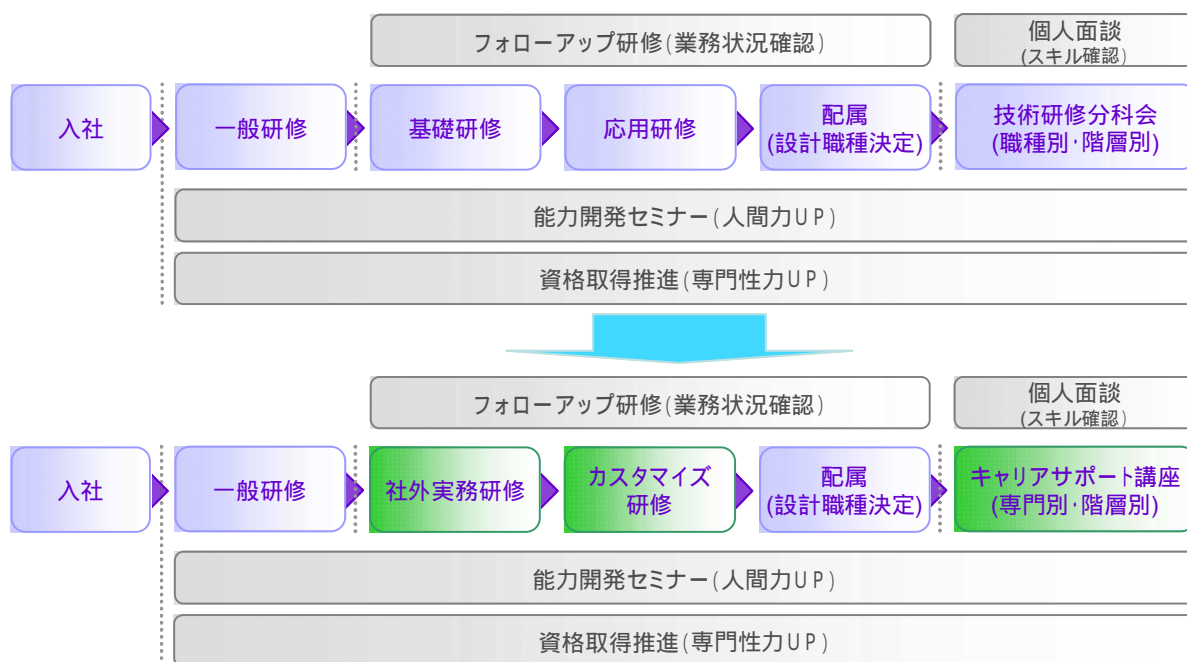 フォローアップ研修(業務状況確認)
個人面談
(スキル確認)
入社
一般研修
基礎研修
応用研修
配属
(設計職種決定)
技術研修分科会
(職種別・階層別)
能力開発セミナー(人間力UP)
資格取得推進(専門性力UP)
フォローアップ研修(業務状況確認)
個人面談
(スキル確認)
入社
一般研修
社外実務研修
カスタマイズ
研修
配属
(設計職種決定)
キャリアサポート講座
(専門別・階層別)
能力開発セミナー(人間力UP)
資格取得推進(専門性力UP)